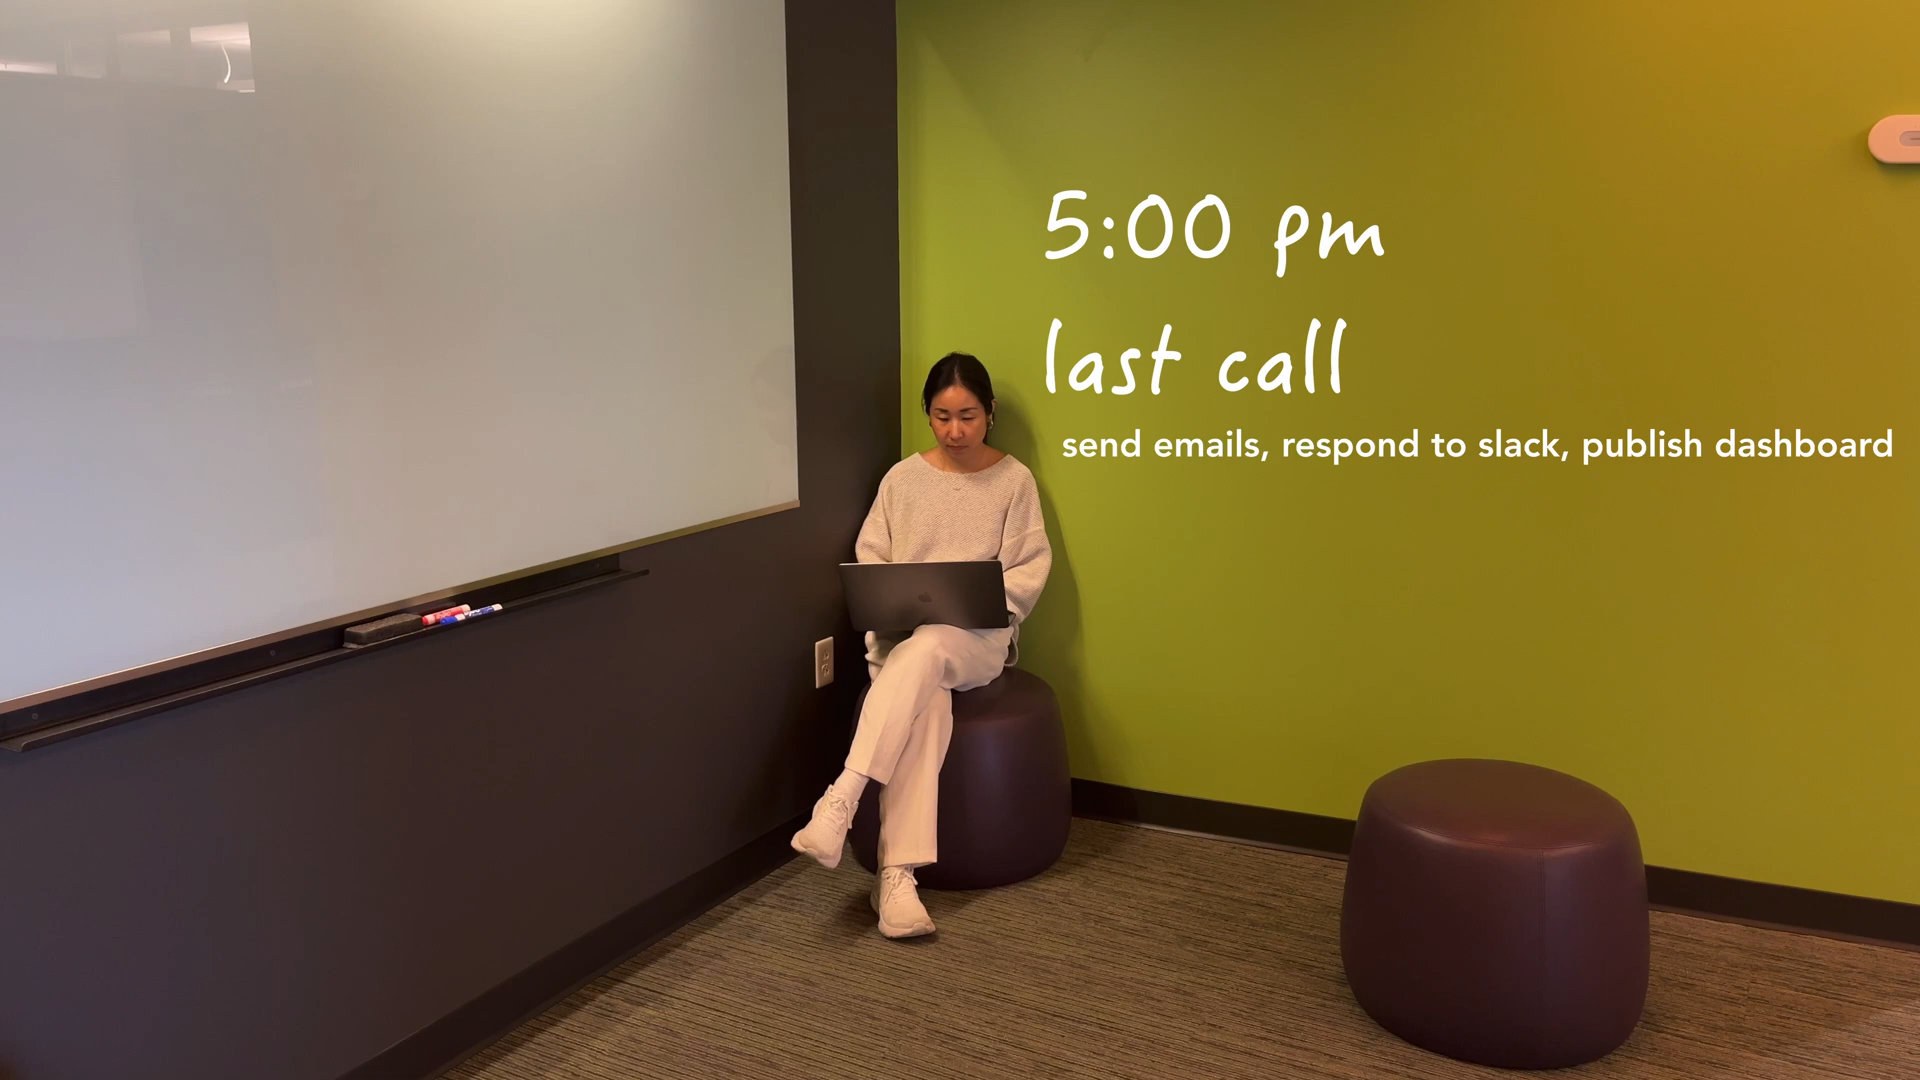 5:00 pm
last call
send emails, respond to slack, publish dashboard